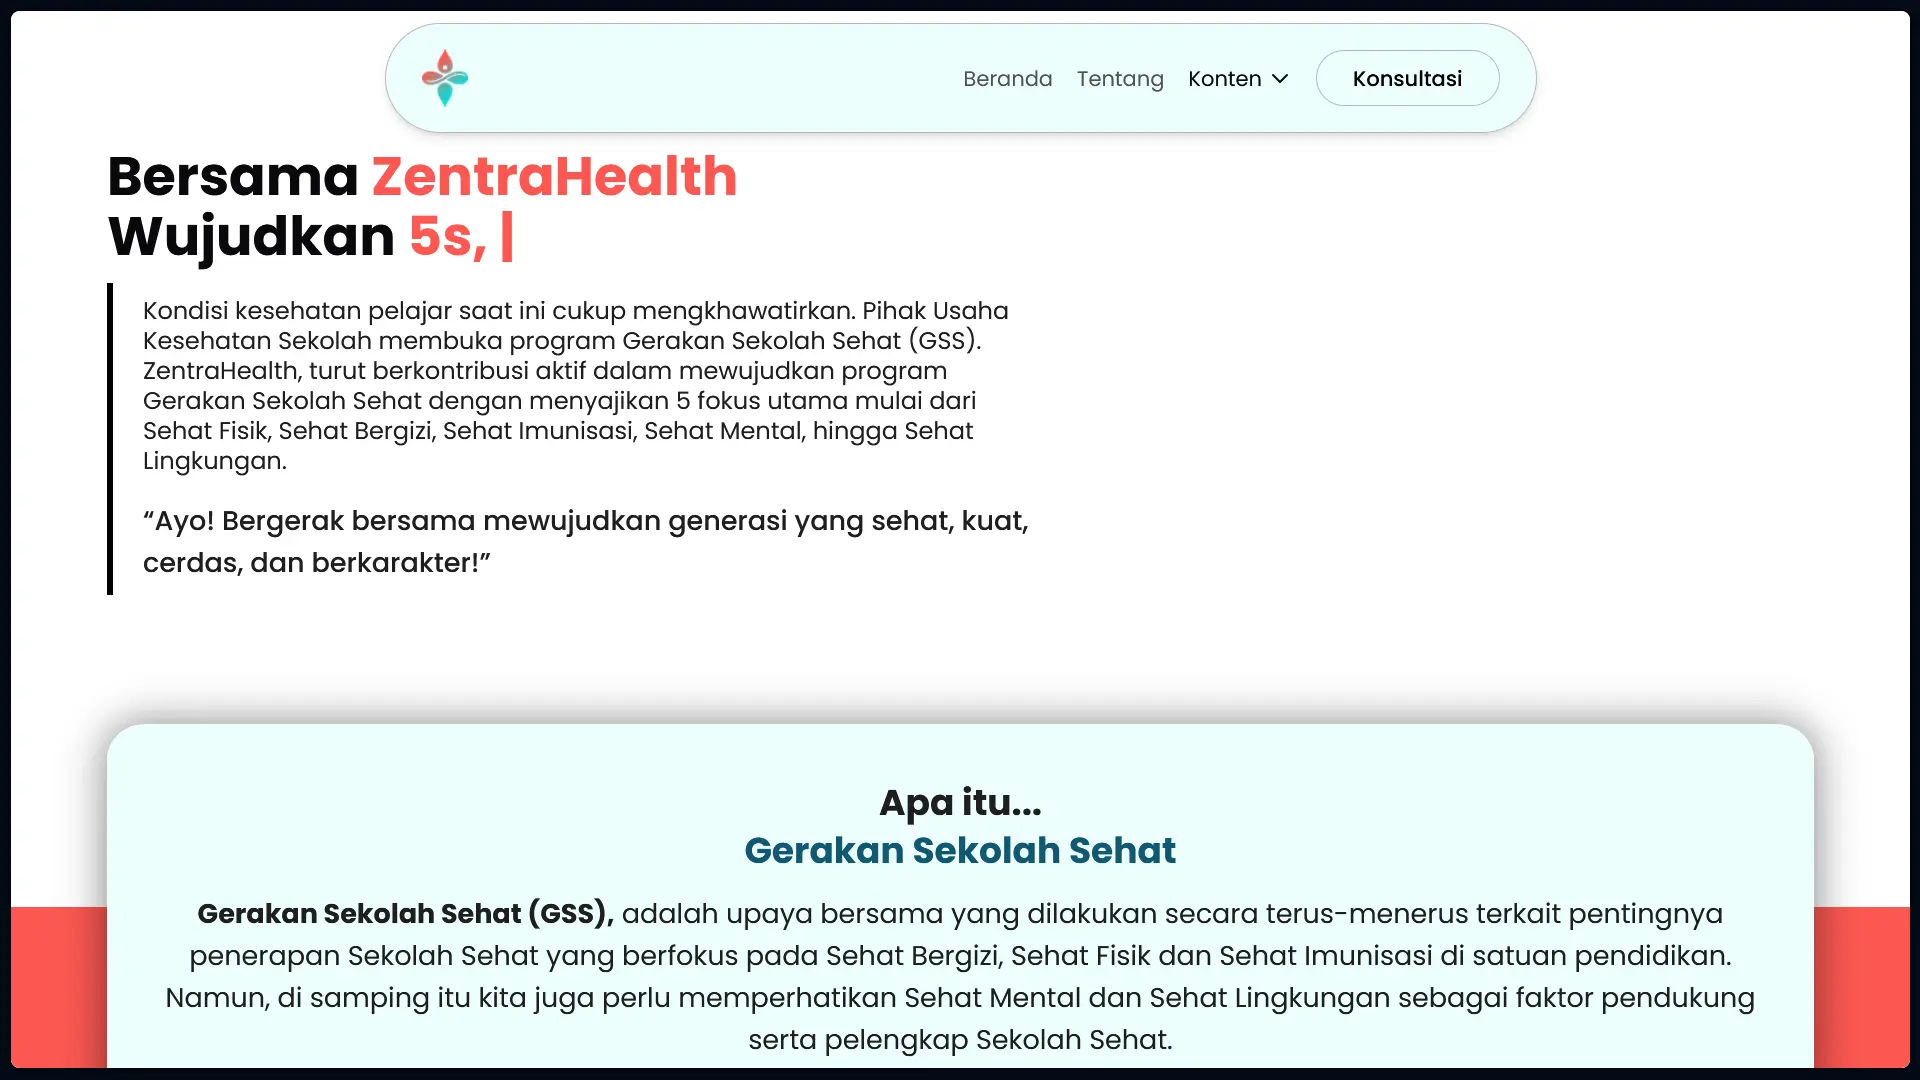 Beranda Tentang Konten Konsultasi
Bersama ZentraHealth
Wujudkan 5s, |
Kondisi kesehatan pelajar saat ini cukup mengkhawatirkan. Pihak Usaha
Kesehatan Sekolah membuka program Gerakan Sekolah Sehat (GSS).
ZentraHealth, turut berkontribusi aktif dalam mewujudkan program
Gerakan Sekolah Sehat dengan menyajikan 5 fokus utama mulai dari
Sehat Fisik, Sehat Bergizi, Sehat Imunisasi, Sehat Mental, hingga Sehat
Lingkungan.
“Ayo! Bergerak bersama mewujudkan generasi yang sehat, kuat,
cerdas, dan berkarakter!”
Apa itu...
Gerakan Sekolah Sehat
Gerakan Sekolah Sehat (GSS), adalah upaya bersama yang dilakukan secara terus-menerus terkait pentingnya
penerapan Sekolah Sehat yang berfokus pada Sehat Bergizi, Sehat Fisik dan Sehat Imunisasi di satuan pendidikan.
Namun, di samping itu kita juga perlu memperhatikan Sehat Mental dan Sehat Lingkungan sebagai faktor pendukung
serta pelengkap Sekolah Sehat.